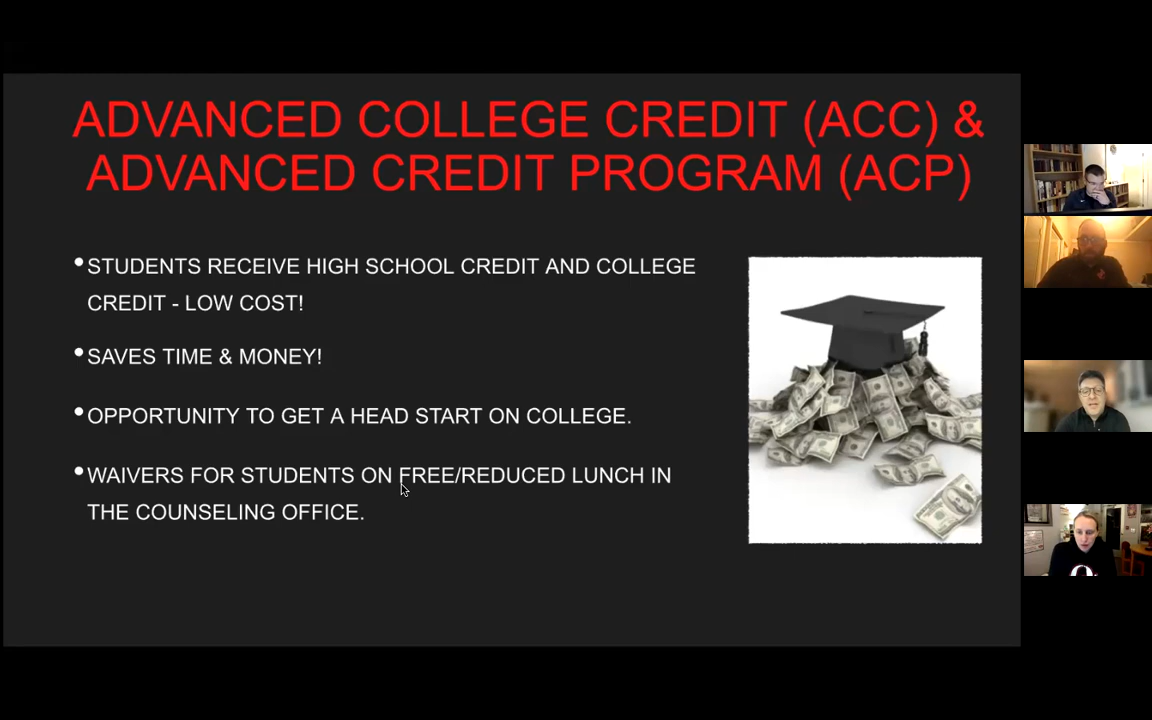 ADVANCED COLLEGE CREDIT (ACC) &
ADVANCED CREDIT PROGRAM (ACP)
•STUDENTS RECEIVE HIGH SCHOOL CREDIT AND COLLEGE
CREDIT - LOW COST!
•SAVES TIME & MONEY!
•OPPORTUNITY TO GET A HEAD START ON COLLEGE.
•WAIVERS FOR STUDENTS ON FREE/REDUCED LUNCH IN
THE COUNSELING OFFICE.